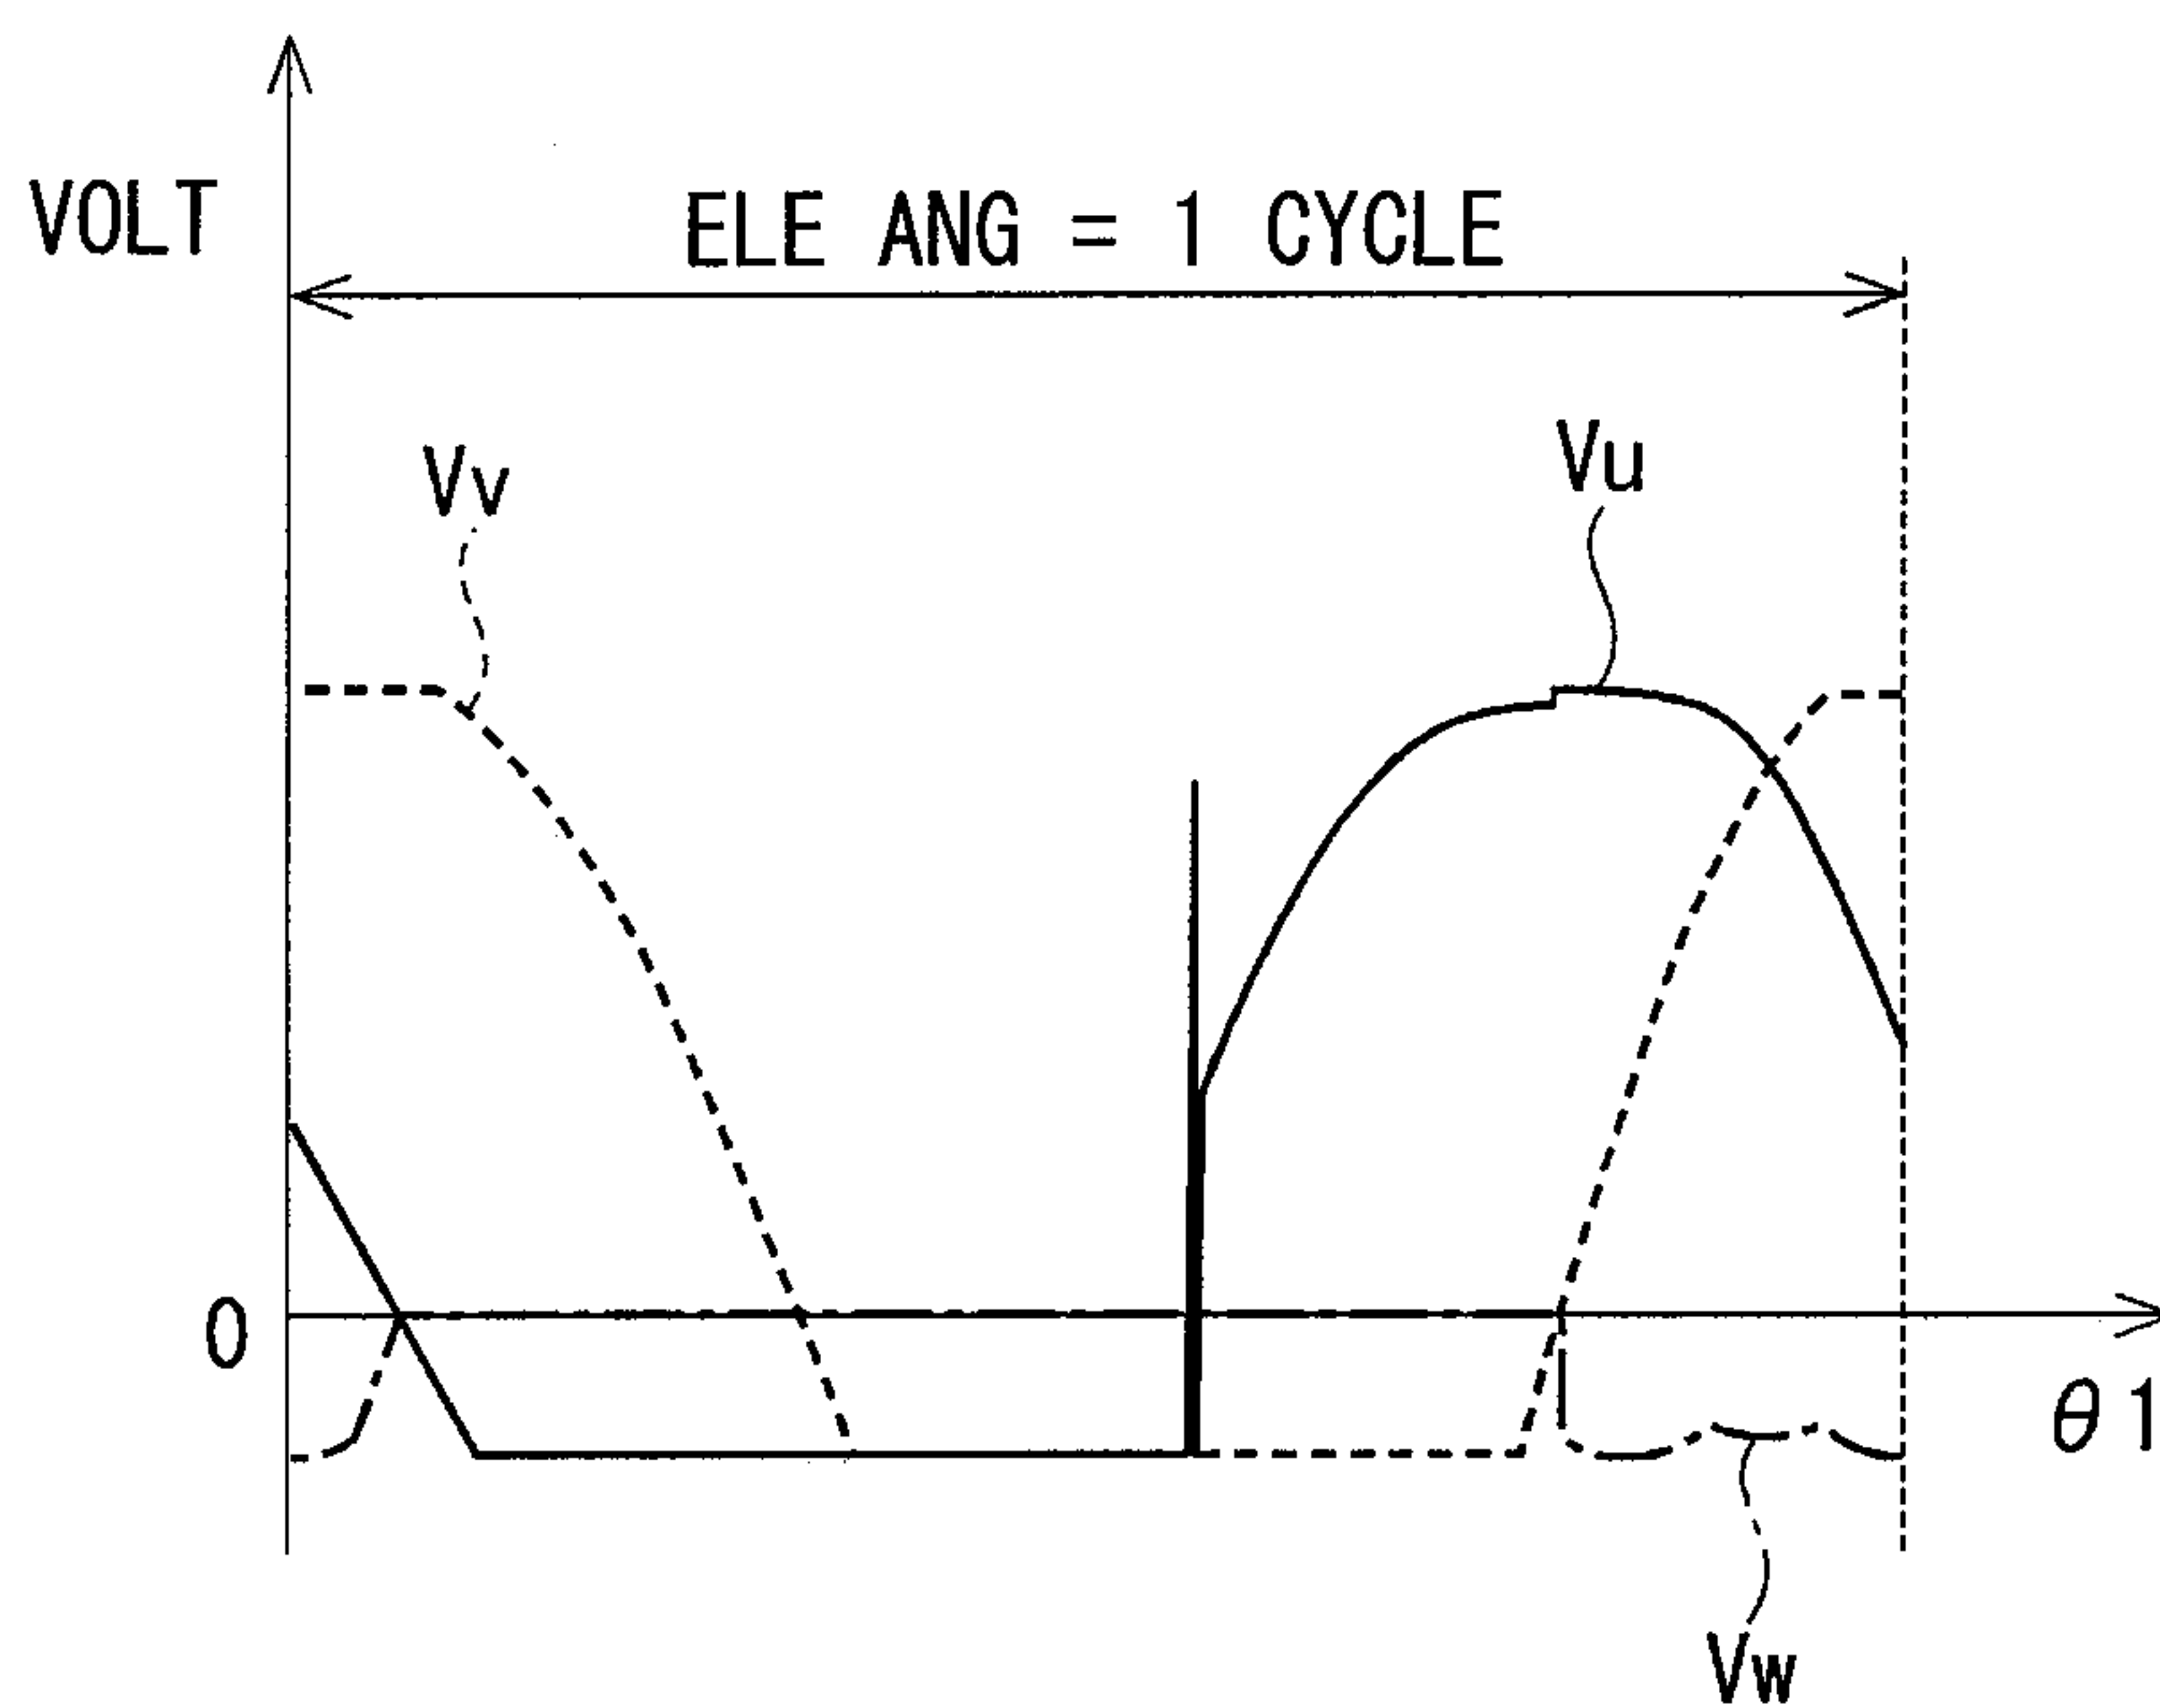 VOLT
ELE ANG = 1 CYCLE
Vv
Vu
0
θ1
Vw